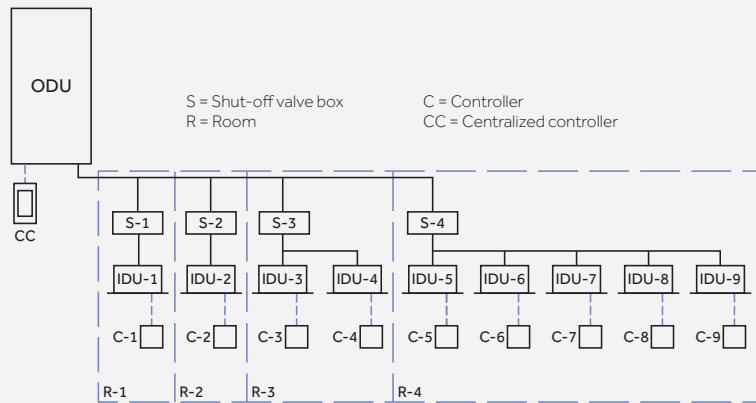 ODU
S = Shut-off valve box
C = Controller
R = Room
CC = Centralized controller
CC
S-1
S-2
S-3
S-4
IDU-1
IDU-2
IDU-3
IDU-4
IDU-5
IDU-6
IDU-7
IDU-8
IDU-9
C-1
C-2
C-3
C-4
C-5
C-6
C-7
C-8
C-9
R-1
R-2
R-3
R-4